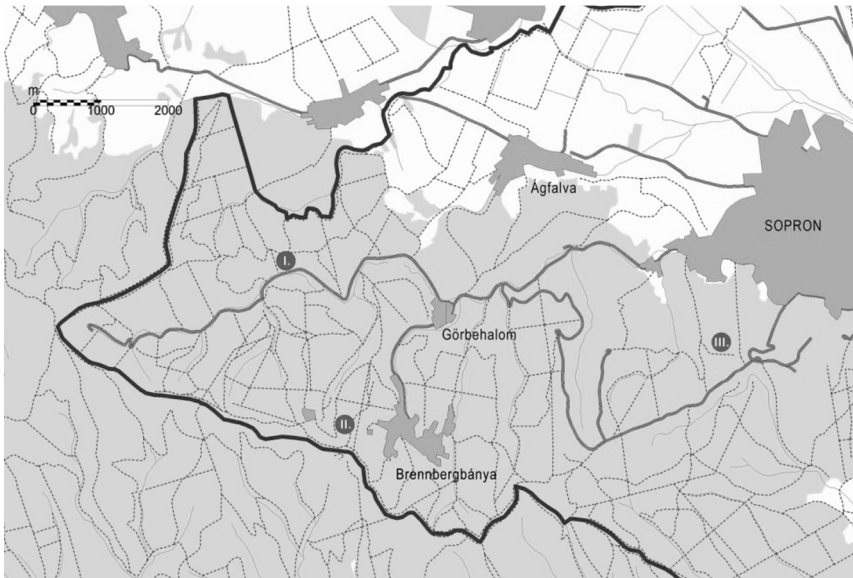 m
0 1000 2000
Ágfalva
SOPRON
I.
Görbehalom
III.
II.
Brennbergbánya